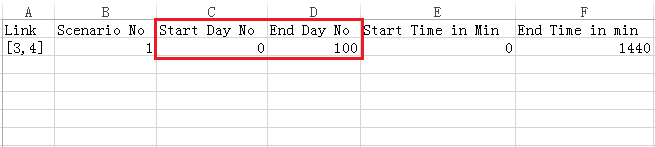 A B C D E F
Link Scenario No Start Day No End Day No Start Time in Min End Time in min
[3,4] 1 0 100 0 1440